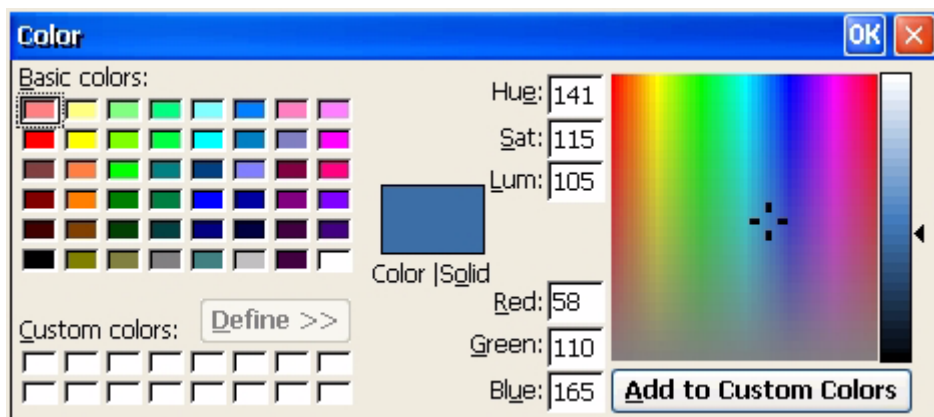 Color OK
Basic colors:
Hue: 141
Sat: 115
Lum: 105
Color |Solid
Red: 58
Custom colors: Define >>
Green: 110
Blue: 165 Add to Custom Colors